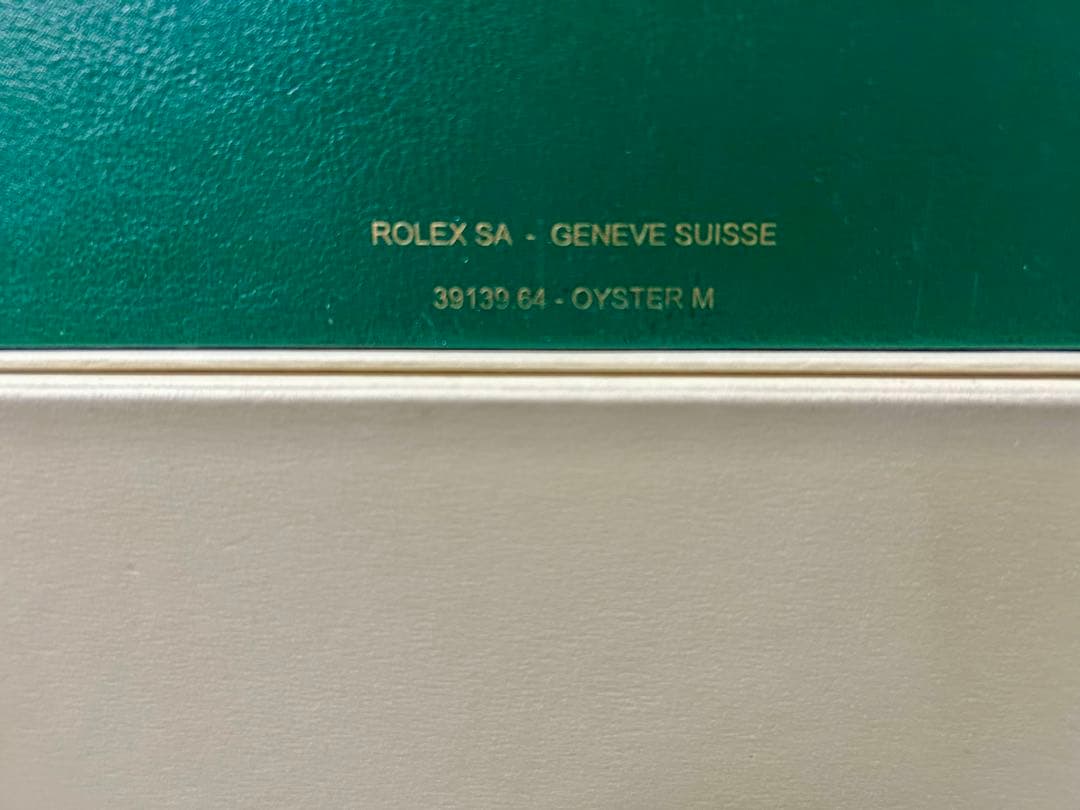 ROLEX SA - GENEVE SUISSE
39139.64 - OYSTER M